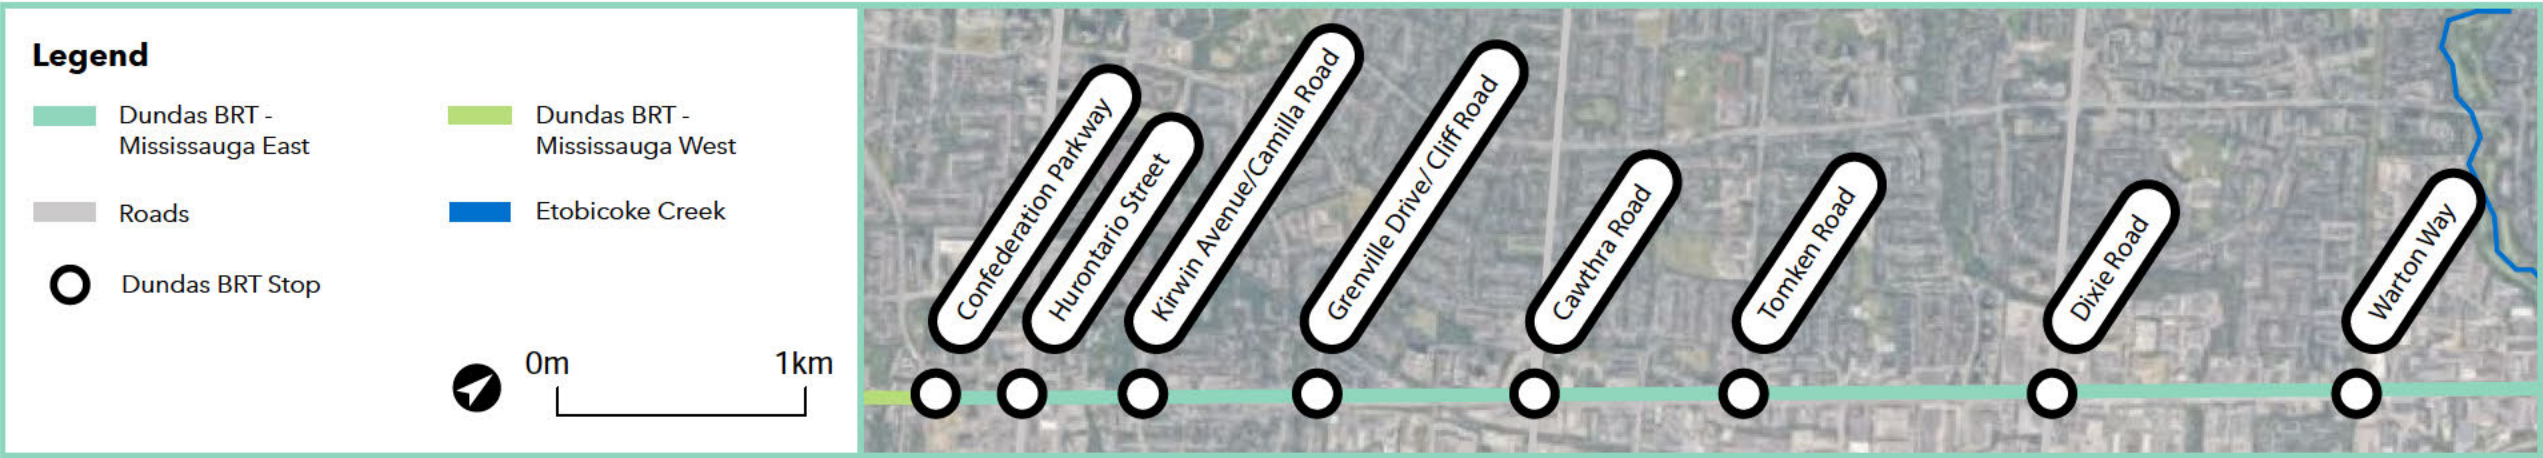 Legend
Dundas BRT -
Mississauga East
Dundas BRT -
Mississauga West
Roads
Etobicoke Creek
Dundas BRT Stop
0m
1km
Confederation Parkway
Hurontario Street
Kirwin Avenue/Camilla Road
Grenville Drive/ Cliff Road
Cawthra Road
Tomken Road
Dixie Road
Warton Way